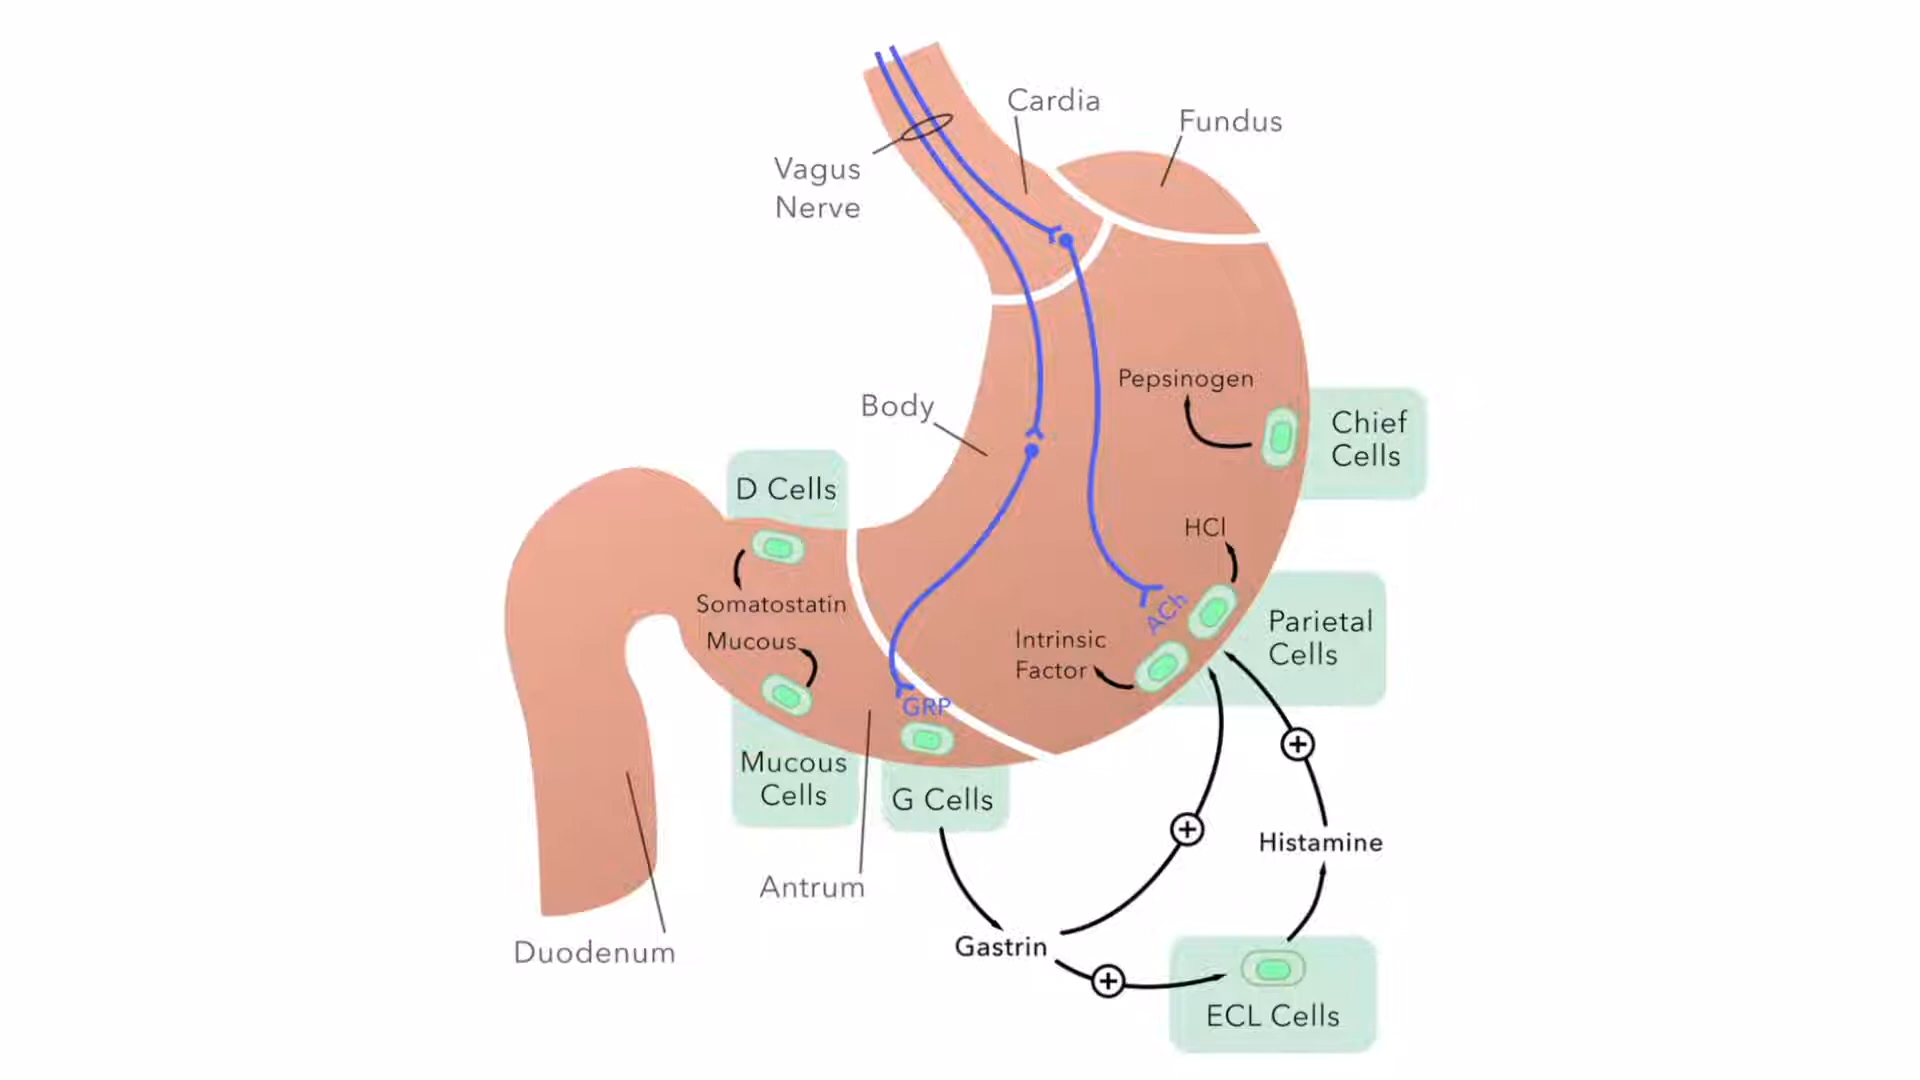 Cardia
Fundus
Vagus
Nerve
Pepsinogen
Body
Chief
Cells
D Cells
HCl
Somatostatin
ACh
Mucous
Intrinsic
Factor
Parietal
Cells
GRP
Mucous
Cells
G Cells
Histamine
Antrum
Gastrin
Duodenum
ECL Cells